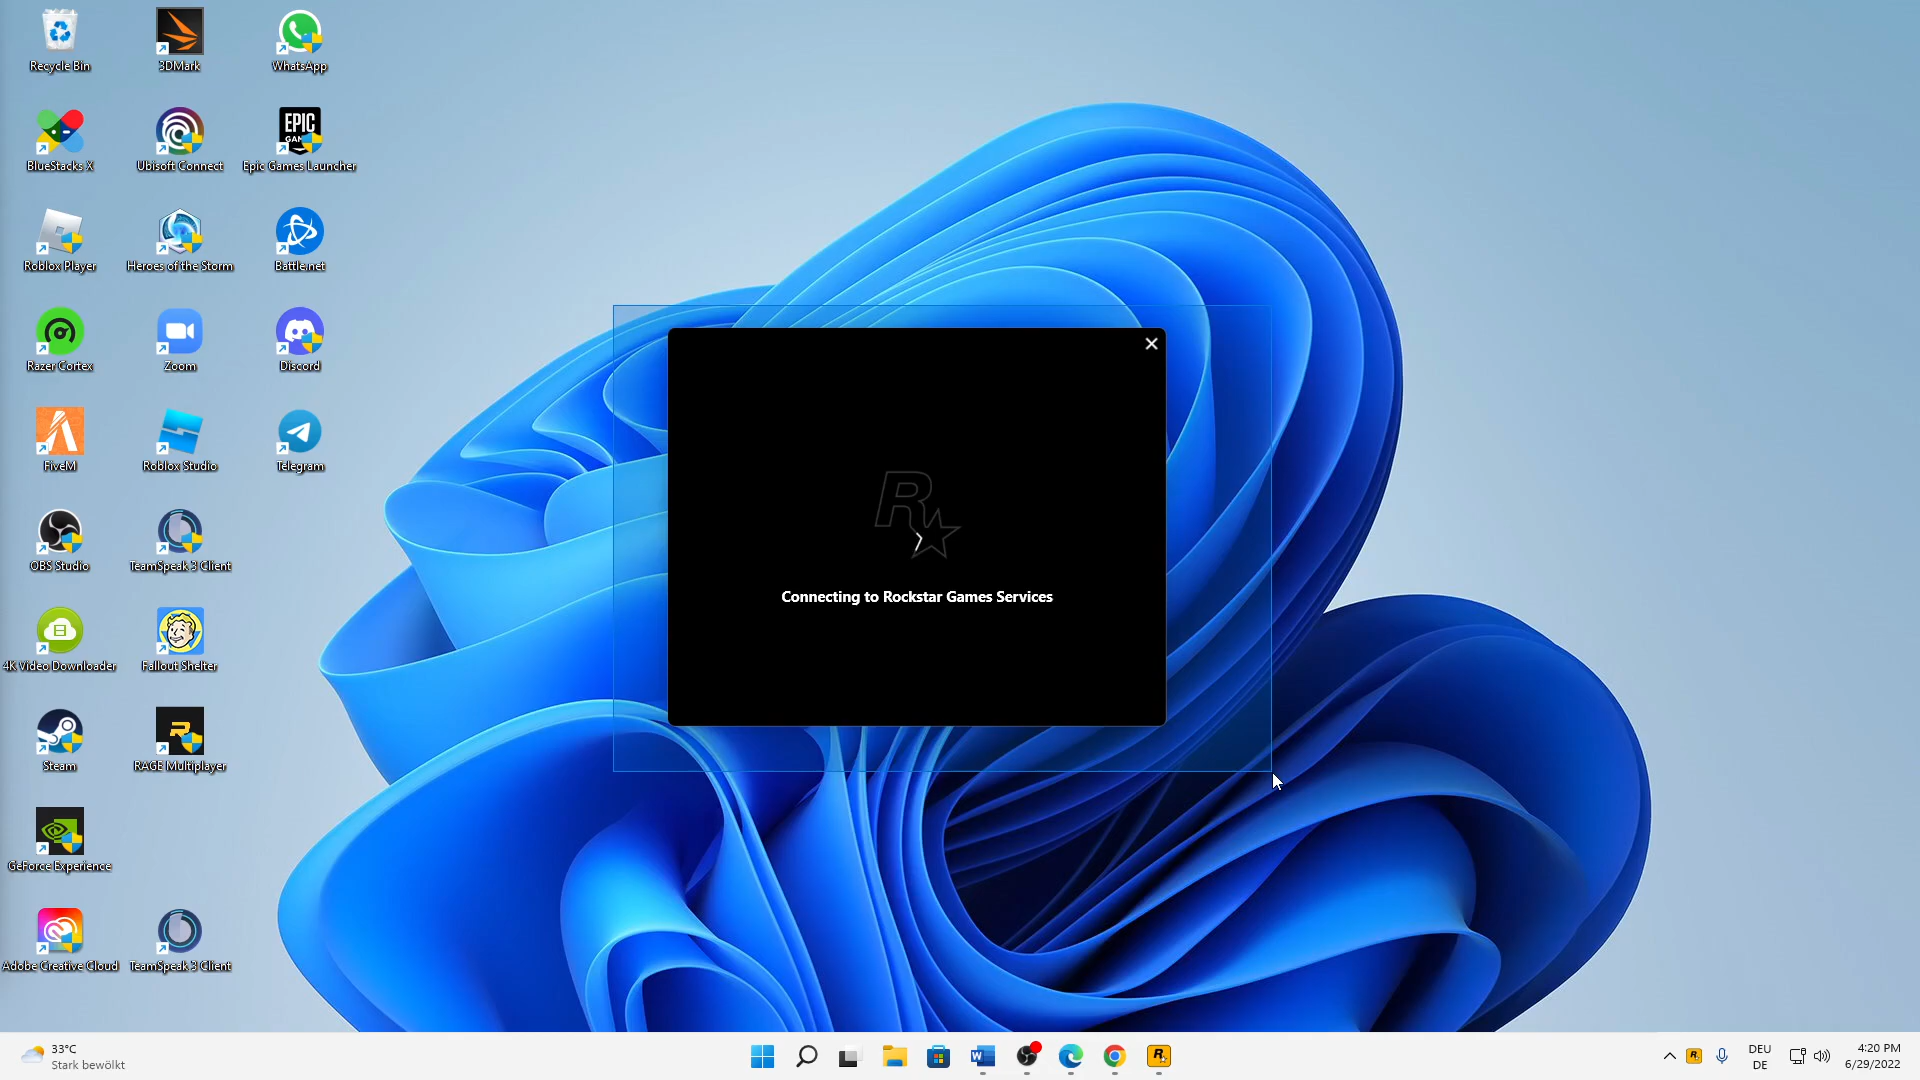 Recycle Bin
3DMark
WhatsApp
BlueStacks X
Ubisoft Connect
EPIC
GAMES
Epic Games Launcher
Roblox Player
Heroes of the Storm
Battle.net
Razer Cortex
Zoom
Discord
FiveM
Roblox Studio
Telegram
OBS Studio
TeamSpeak 3 Client
4K Video Downloader
Fallout Shelter
Steam
RAGE Multiplayer
GeForce Experience
Adobe Creative Cloud
TeamSpeak 3 Client
R
Connecting to Rockstar Games Services
33°C
Stark bewölkt
DEU
DE
4:20 PM
6/29/2022